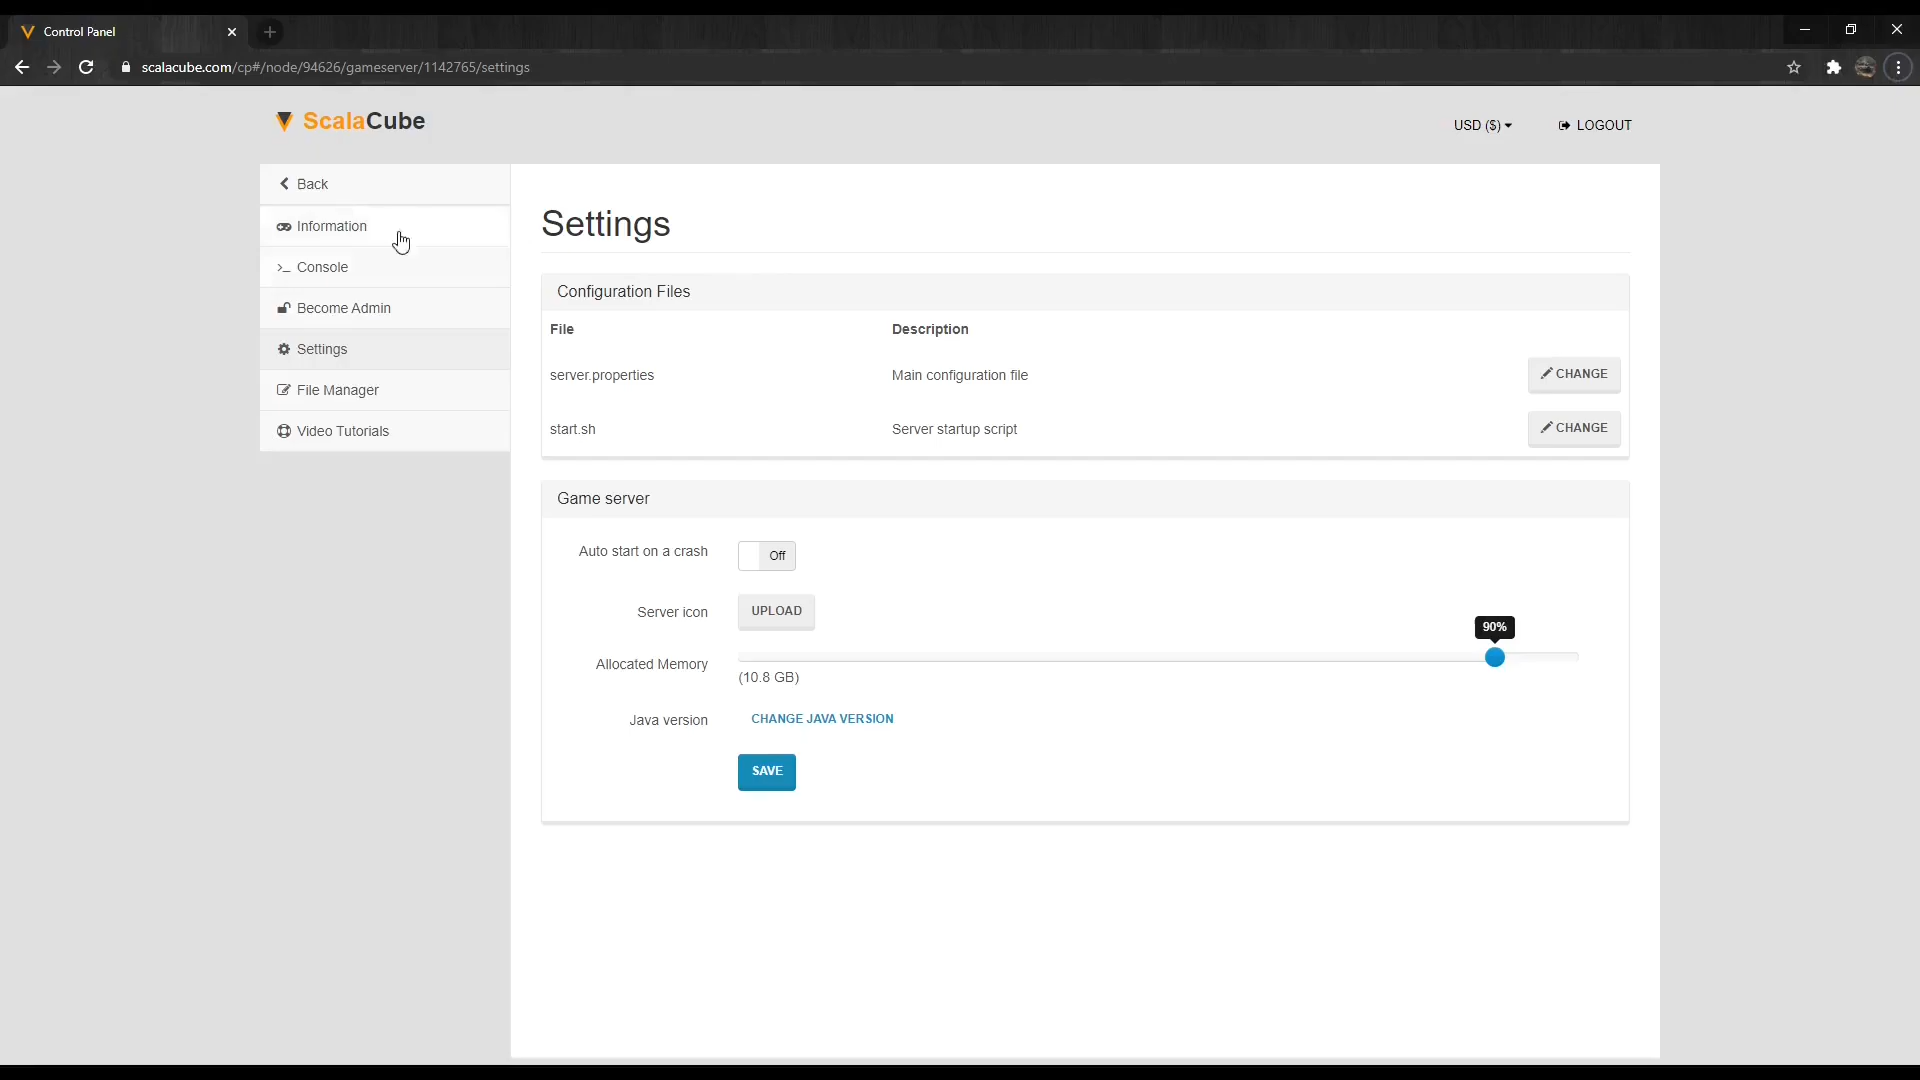 Control Panel
scalacube.com/cp#/node/94626/gameserver/1142765/settings
ScalaCube
USD ($)
LOGOUT
Back
Information
Console
Become Admin
Settings
File Manager
Video Tutorials
Settings
Configuration Files
File Description
server.properties Main configuration file CHANGE
start.sh Server startup script CHANGE
Game server
Auto start on a crash Off
Server icon UPLOAD
90%
Allocated Memory
(10.8 GB)
Java version CHANGE JAVA VERSION
SAVE